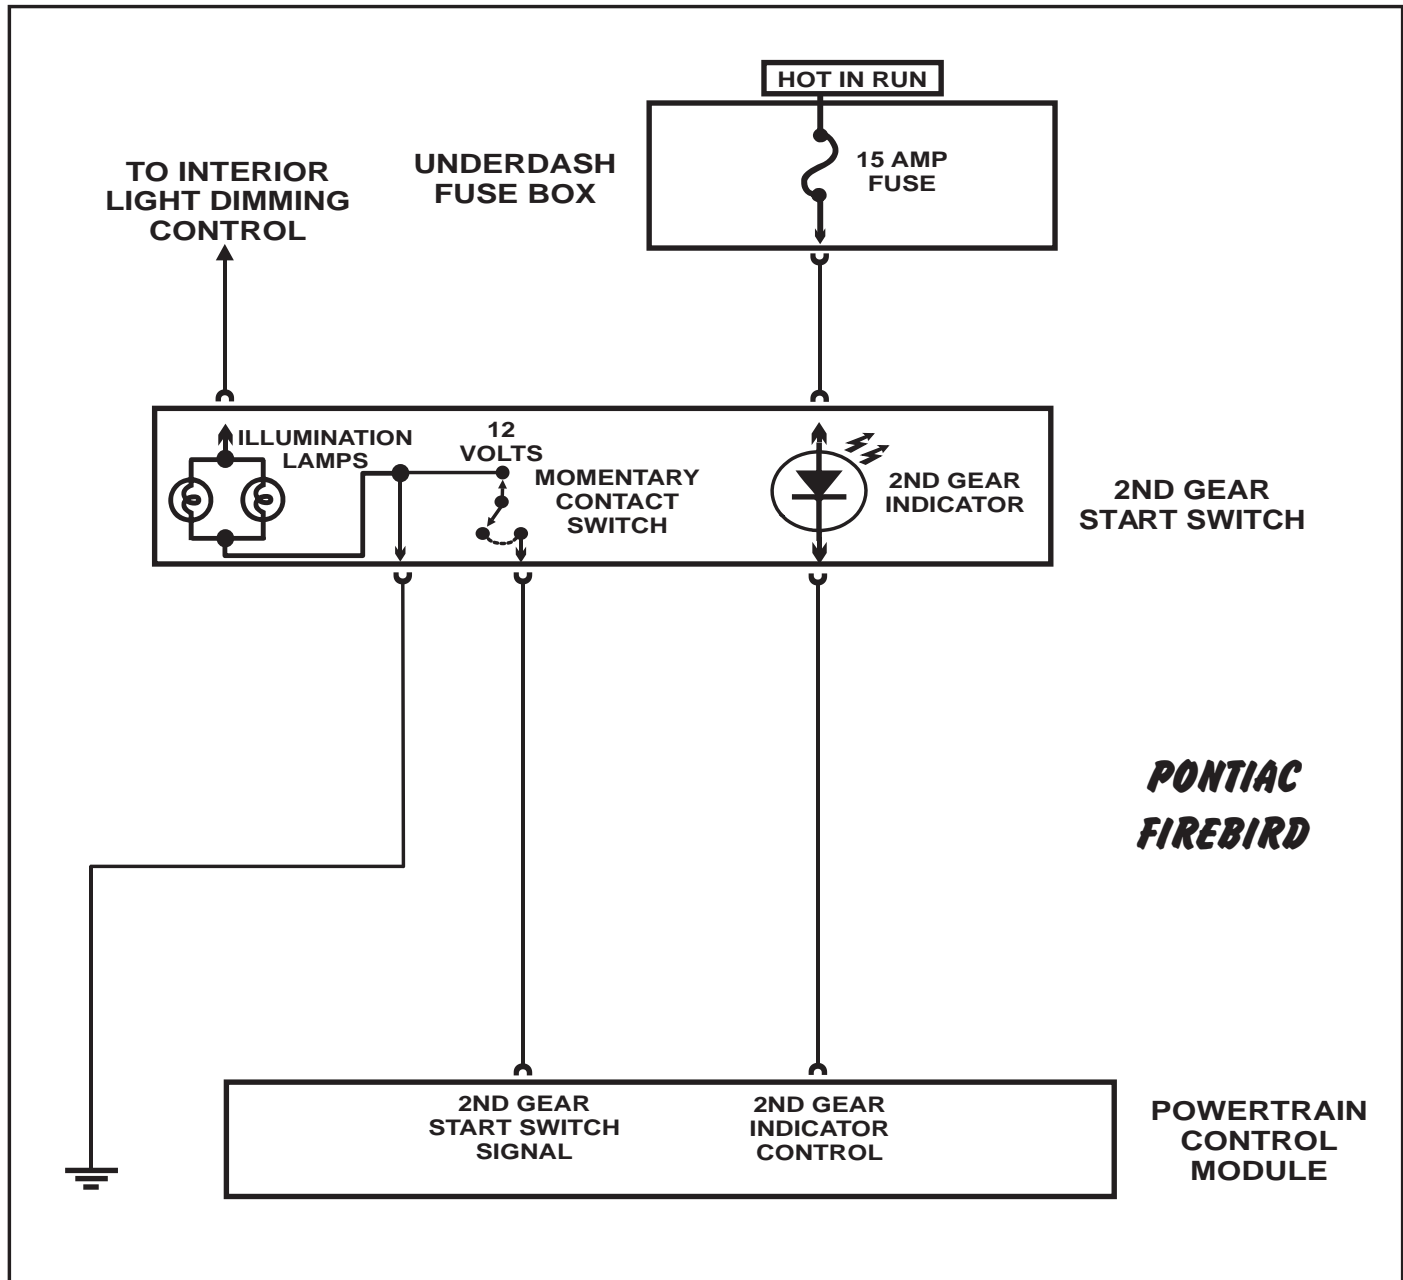 HOT IN RUN
UNDERDASH
FUSE BOX
15 AMP
FUSE
TO INTERIOR
LIGHT DIMMING
CONTROL
ILLUMINATION
LAMPS
12
VOLTS
MOMENTARY
CONTACT
SWITCH
2ND GEAR
INDICATOR
2ND GEAR
START SWITCH
PONTIAC
FIREBIRD
2ND GEAR
START SWITCH
SIGNAL
2ND GEAR
INDICATOR
CONTROL
POWERTRAIN
CONTROL
MODULE